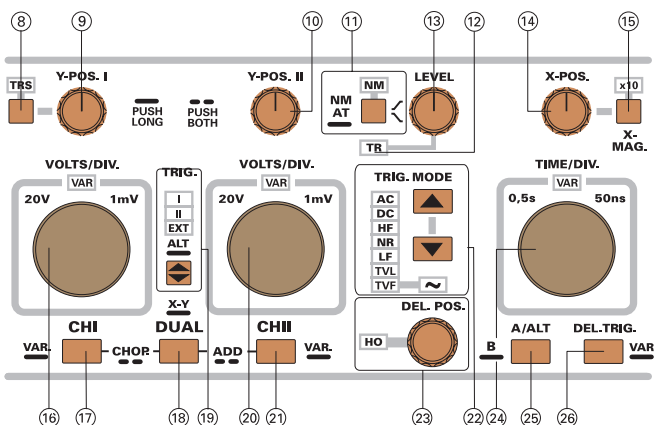 8 9 10 11 13 12 14 15
TRS Y-POS. I Y-POS. II NM LEVEL X-POS. x10
PUSH LONG
PUSH BOTH
NM AT
TR
X-MAG.
VOLTS/DIV.
VAR
20V 1mV
TRIG.
I
II
EXT
ALT
VOLTS/DIV.
VAR
20V 1mV
TRIG. MODE
AC
DC
HF
NR
LF
TVL
TVF ~
TIME/DIV.
VAR
0,5s 50ns
X-Y
DEL. POS.
HO
VAR. CHI CHOP. DUAL ADD CHII VAR.
B A/ALT DEL.TRIG. VAR
16 17 18 19 20 21 23 22 24 25 26